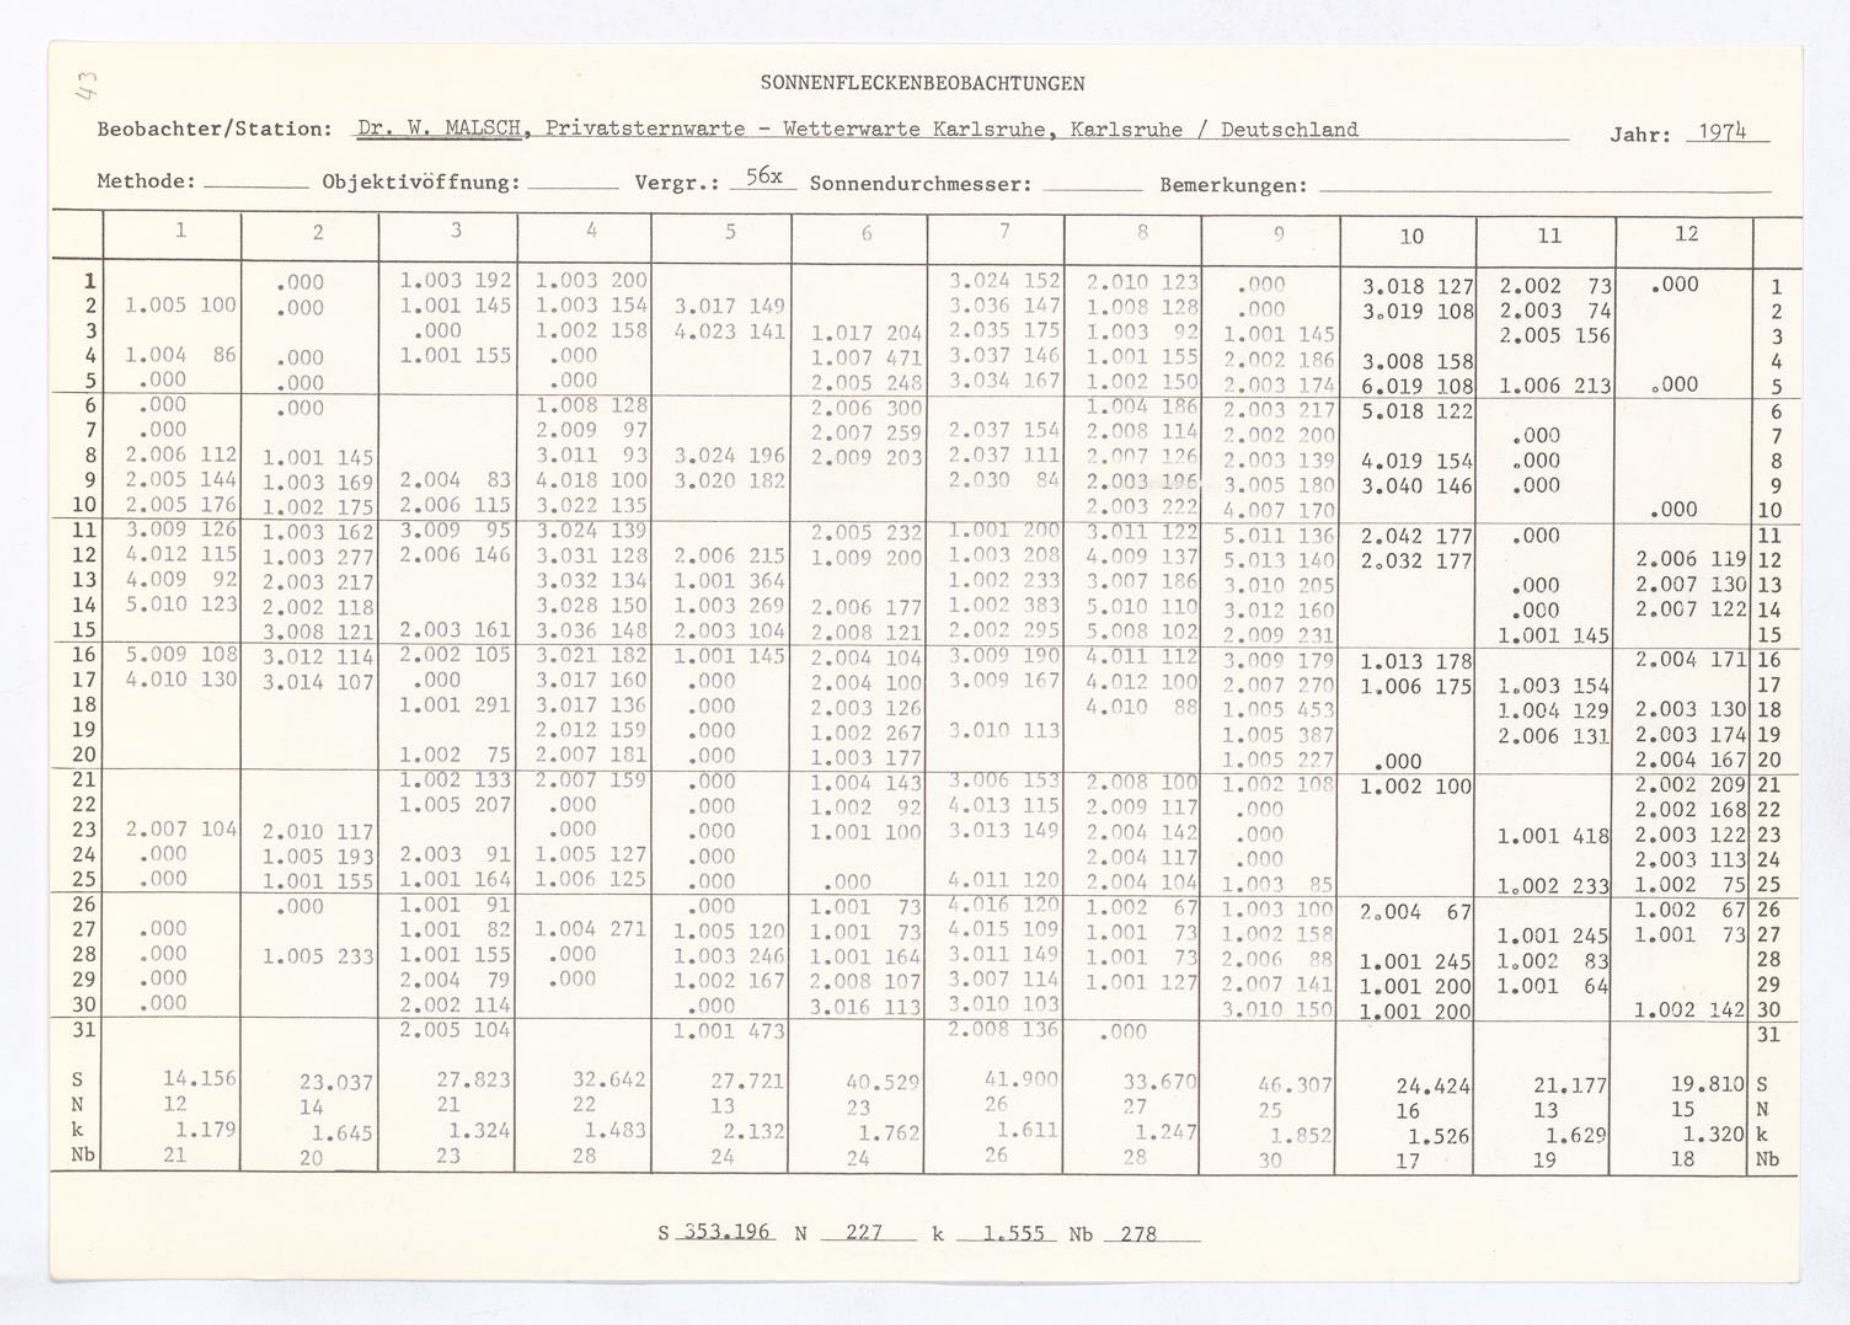 43
SONNENFLECKENBEOBACHTUNGEN
Beobachter/Station: Dr. W. MALSCH, Privatsternwarte - Wetterwarte Karlsruhe, Karlsruhe / Deutschland Jahr: 1974
Methode: Objektivöffnung: Vergr.: 56x Sonnendurchmesser: Bemerkungen:
1 2 3 4 5 6 7 8 9 10 11 12
1 .000 1.003 192 1.003 200 3.024 152 2.010 123 .000 3.018 127 2.002 73 .000 1
2 1.005 100 .000 1.001 145 1.003 154 3.017 149 3.036 147 1.008 128 .000 3.019 108 2.003 74 2
3 .000 1.002 158 4.023 141 1.017 204 2.035 175 1.003 92 1.001 145 2.005 156 3
4 1.004 86 .000 1.001 155 .000 1.007 471 3.037 146 1.001 155 2.002 186 3.008 158 4
5 .000 .000 .000 2.005 248 3.034 167 1.002 150 2.003 174 6.019 108 1.006 213 .000 5
6 .000 .000 1.008 128 2.006 300 1.004 186 2.003 217 5.018 122 6
7 .000 2.009 97 2.007 259 2.037 154 2.008 114 2.002 200 .000 7
8 2.006 112 1.001 145 3.011 93 3.024 196 2.009 203 2.037 111 2.007 126 2.003 139 4.019 154 .000 8
9 2.005 144 1.003 169 2.004 83 4.018 100 3.020 182 2.030 84 2.003 196 3.005 180 3.040 146 .000 9
10 2.005 176 1.002 175 2.006 115 3.022 135 2.003 222 4.007 170 .000 10
11 3.009 126 1.003 162 3.009 95 3.024 139 2.005 232 1.001 200 3.011 122 5.011 136 2.042 177 .000 11
12 4.012 115 1.003 277 2.006 146 3.031 128 2.006 215 1.009 200 1.003 208 4.009 137 5.013 140 2.032 177 2.006 119 12
13 4.009 92 2.003 217 3.032 134 1.001 364 1.002 233 3.007 186 3.010 205 .000 2.007 130 13
14 5.010 123 2.002 118 3.028 150 1.003 269 2.006 177 1.002 383 5.010 110 3.012 160 .000 2.007 122 14
15 3.008 121 2.003 161 3.036 148 2.003 104 2.008 121 2.002 295 5.008 102 2.009 231 1.001 145 15
16 5.009 108 3.012 114 2.002 105 3.021 182 1.001 145 2.004 104 3.009 190 4.011 112 3.009 179 1.013 178 2.004 171 16
17 4.010 130 3.014 107 .000 3.017 160 .000 2.004 100 3.009 167 4.012 100 2.007 270 1.006 175 1.003 154 17
18 1.001 291 3.017 136 .000 2.003 126 4.010 88 1.005 453 1.004 129 2.003 130 18
19 2.012 159 .000 1.002 267 3.010 113 1.005 387 2.006 131 2.003 174 19
20 1.002 75 2.007 181 .000 1.003 177 1.005 227 .000 2.004 167 20
21 1.002 133 2.007 159 .000 1.004 143 3.006 153 2.008 100 1.002 108 1.002 100 2.002 209 21
22 1.005 207 .000 .000 1.002 92 4.013 115 2.009 117 .000 2.002 168 22
23 2.007 104 2.010 117 .000 .000 1.001 100 3.013 149 2.004 142 .000 1.001 418 2.003 122 23
24 .000 1.005 193 2.003 91 1.005 127 .000 2.004 117 .000 2.003 113 24
25 .000 1.001 155 1.001 164 1.006 125 .000 .000 4.011 120 2.004 104 1.003 85 1.002 233 1.002 75 25
26 .000 1.001 91 .000 1.001 73 4.016 120 1.002 67 1.003 100 2.004 67 1.002 67 26
27 .000 1.001 82 1.004 271 1.005 120 1.001 73 4.015 109 1.001 73 1.002 158 1.001 245 1.001 73 27
28 .000 1.005 233 1.001 155 .000 1.003 246 1.001 164 3.011 149 1.001 73 2.006 88 1.001 245 1.002 83 28
29 .000 2.004 79 .000 1.002 167 2.008 107 3.007 114 1.001 127 2.007 141 1.001 200 1.001 64 29
30 .000 2.002 114 .000 3.016 113 3.010 103 3.010 150 1.001 200 1.002 142 30
31 2.005 104 1.001 473 2.008 136 .000 31
S 14.156 23.037 27.823 32.642 27.721 40.529 41.900 33.670 46.307 24.424 21.177 19.810 S
N 12 14 21 22 13 23 26 27 25 16 13 15 N
k 1.179 1.645 1.324 1.483 2.132 1.762 1.611 1.247 1.852 1.526 1.629 1.320 k
Nb 21 20 23 28 24 24 26 28 30 17 19 18 Nb
S 353.196 N 227 k 1.555 Nb 278